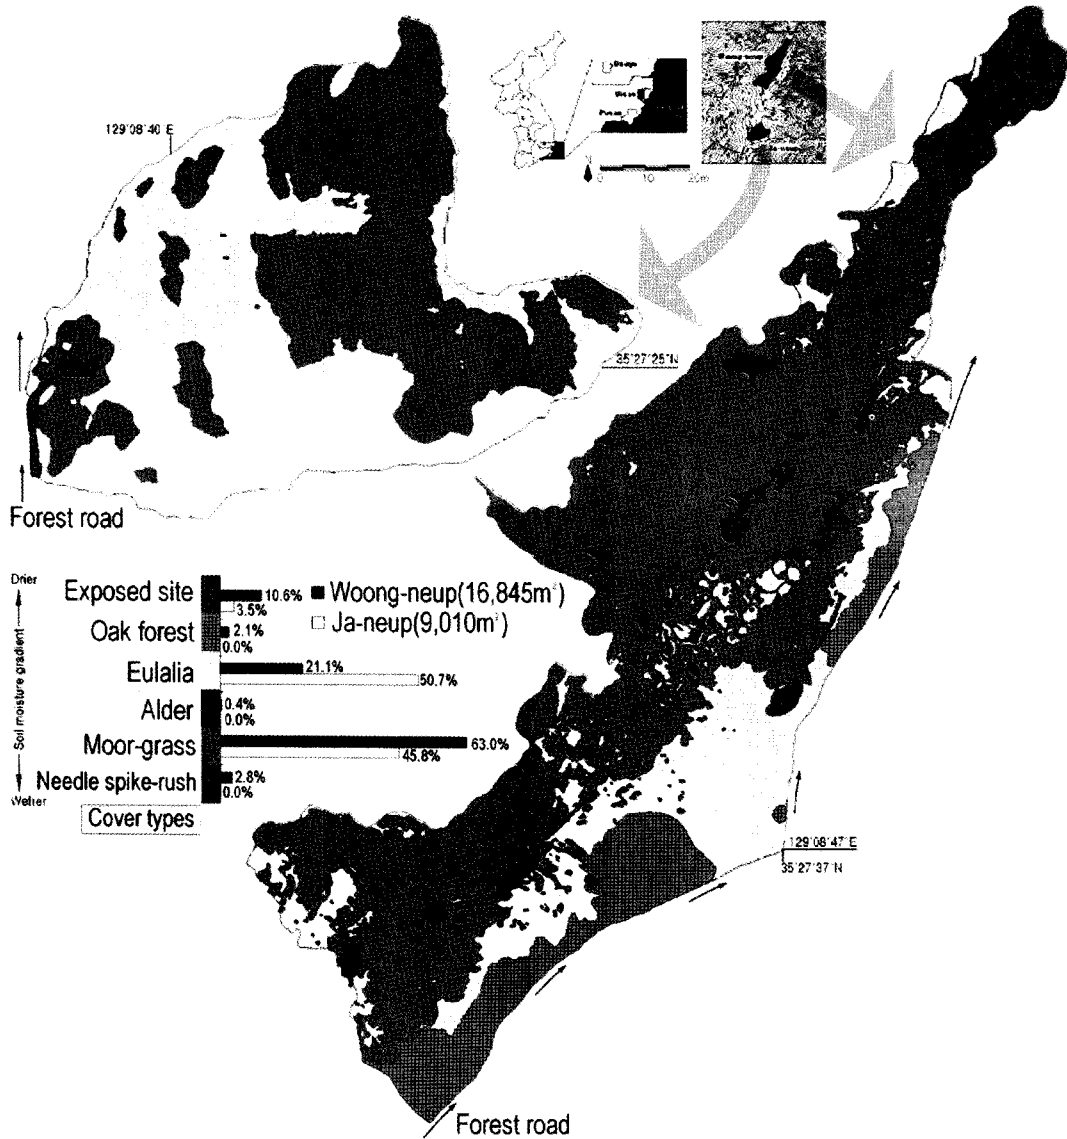 129°08'40"E
N
0 10 20m
35°27'25"N
Forest road
Drier
Soil moisture gradient
Wetter
Exposed site
10.6%
3.5%
Oak forest
2.1%
0.0%
Eulalia
21.1%
50.7%
Alder
0.4%
0.0%
Moor-grass
63.0%
45.8%
Needle spike-rush
2.8%
0.0%
Cover types
Woong-neup(16,845m²)
Ja-neup(9,010m²)
129°08'47"E
35°27'37"N
Forest road